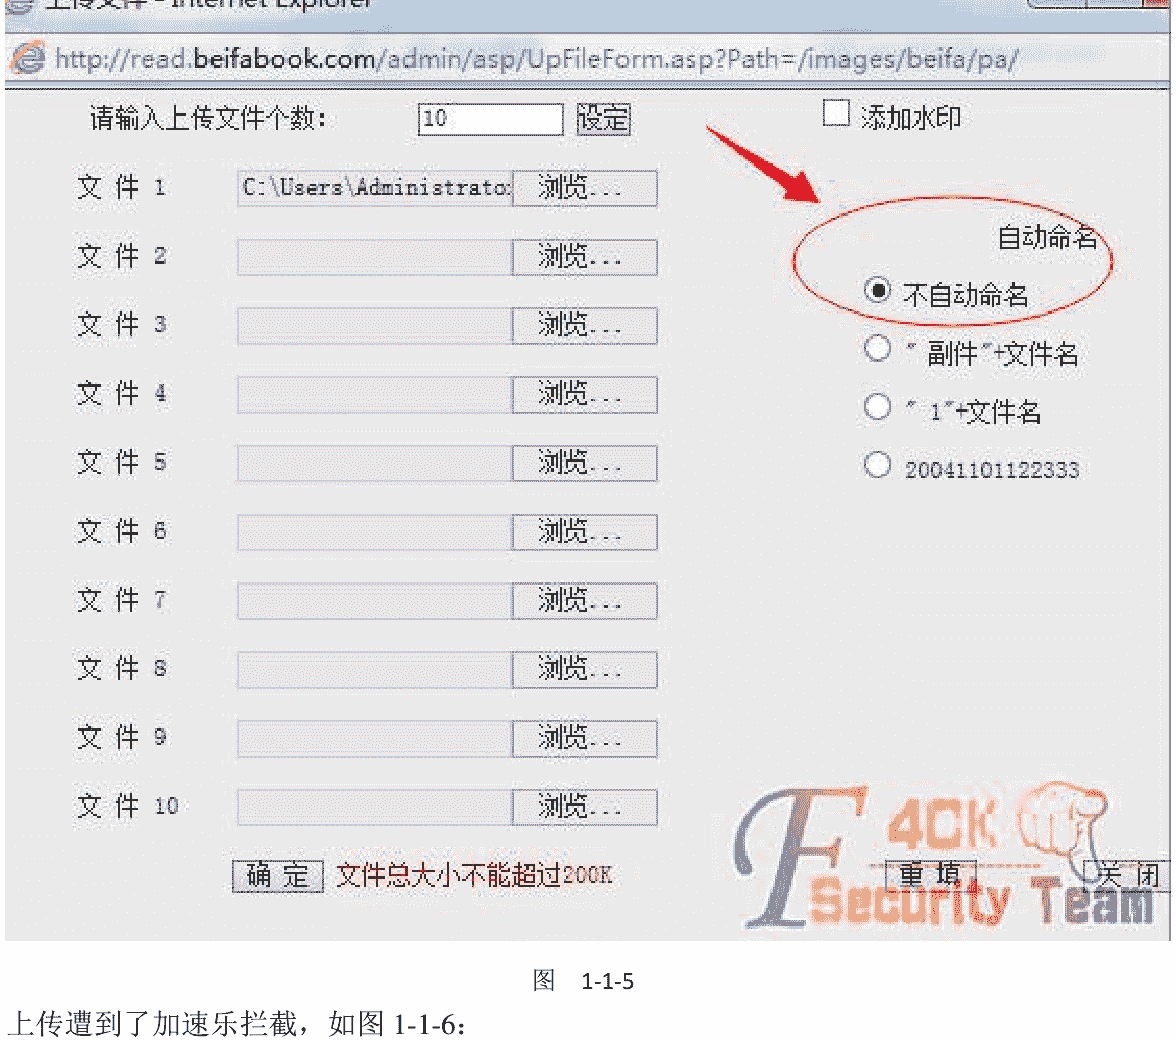 上传文件 - Internet Explorer
http://read.beifabook.com/admin/asp/UpFileForm.asp?Path=/images/beifa/pa/
请输入上传文件个数： 10 设定 添加水印
文 件 1 C:\Users\Administrato 浏览...
自动命名
文 件 2 浏览...
不自动命名
文 件 3 浏览...
" 副件"+文件名
文 件 4 浏览...
" 1"+文件名
文 件 5 浏览...
20041101122333
文 件 6 浏览...
文 件 7 浏览...
文 件 8 浏览...
文 件 9 浏览...
文 件 10 浏览...
F4CK
确 定 文件总大小不能超过200K 重 填 关 闭
Security Team
图 1-1-5
上传遭到了加速乐拦截，如图 1-1-6：